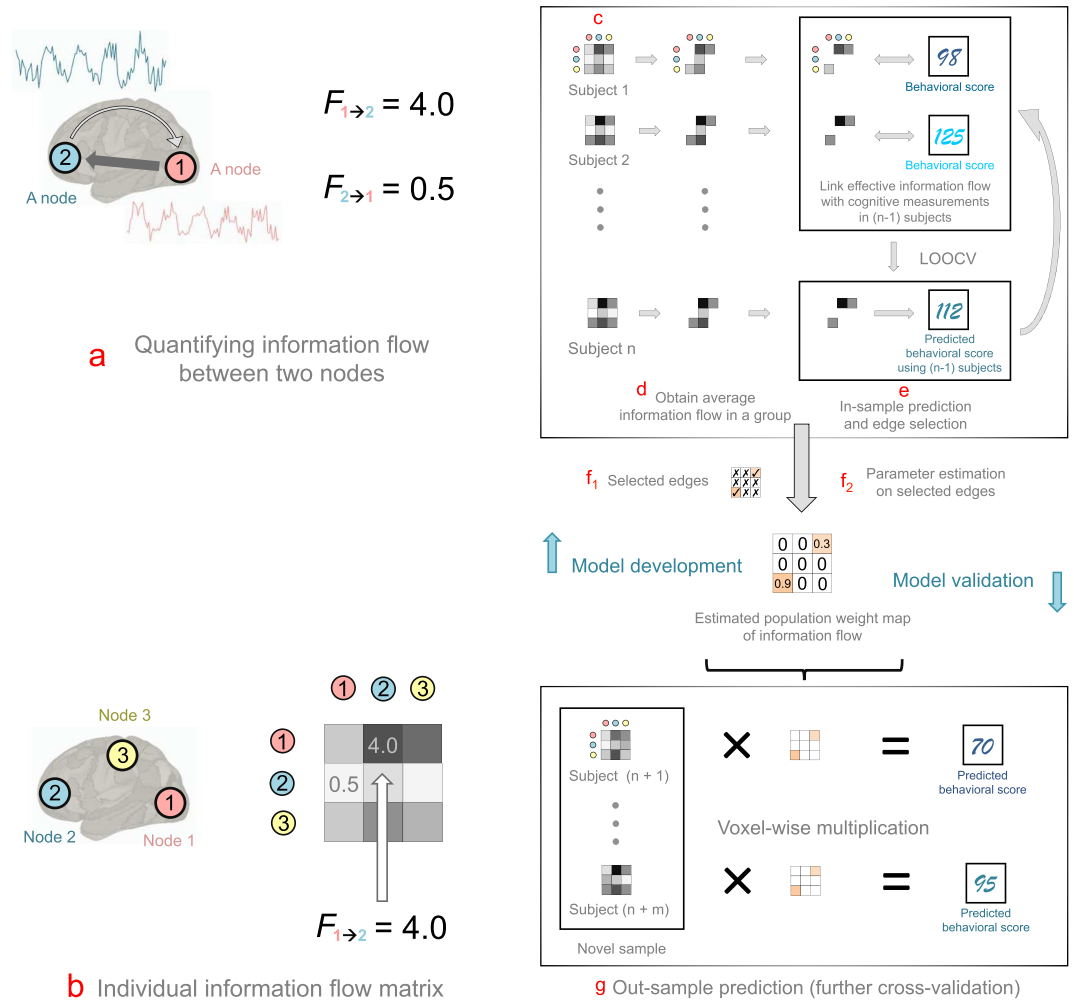 2
1
A node
A node
F1→2 = 4.0
F2→1 = 0.5
a
Quantifying information flow
between two nodes
Node 3
3
2
1
Node 2
Node 1
1 2 3
1
4.0
2
0.5
3
F1→2 = 4.0
b Individual information flow matrix
c
Subject 1
98
Behavioral score
Subject 2
125
Behavioral score
Link effective information flow
with cognitive measurements
in (n-1) subjects
LOOCV
Subject n
112
Predicted
behavioral score
using (n-1) subjects
d Obtain average
information flow in a group
e
In-sample prediction
and edge selection
f1 Selected edges
✗ ✗ ✓
✗ ✗ ✗
✓ ✗ ✗
f2 Parameter estimation
on selected edges
0 0 0.3
0 0 0
0.9 0 0
Model development
Model validation
Estimated population weight map
of information flow
Subject (n + 1)
× =
70
Predicted
behavioral score
Voxel-wise multiplication
Subject (n + m)
× =
95
Predicted
behavioral score
Novel sample
g Out-sample prediction (further cross-validation)